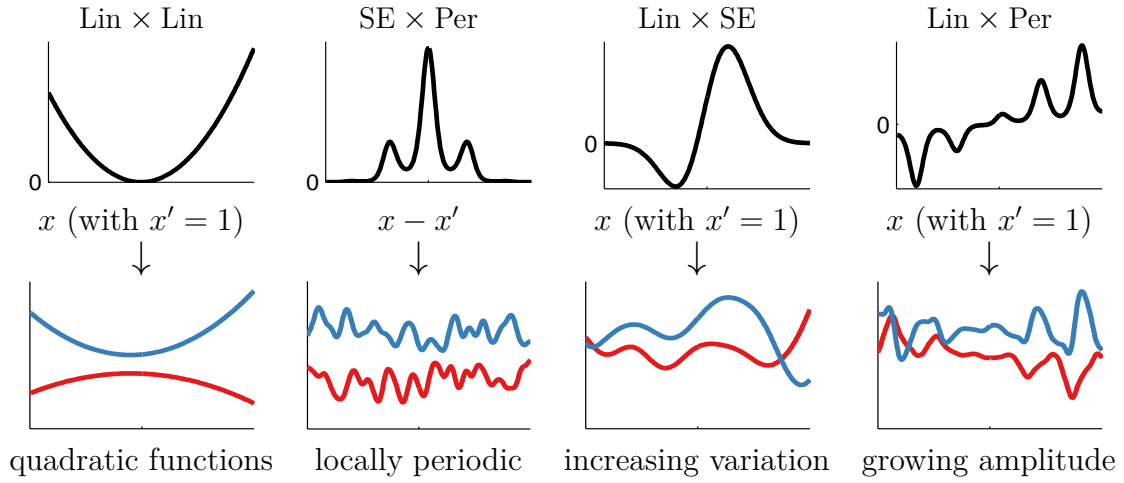 Lin × Lin
SE × Per
Lin × SE
Lin × Per
0
0
0
0
x (with x′ = 1)
x − x′
x (with x′ = 1)
x (with x′ = 1)
↓
↓
↓
↓
quadratic functions
locally periodic
increasing variation
growing amplitude